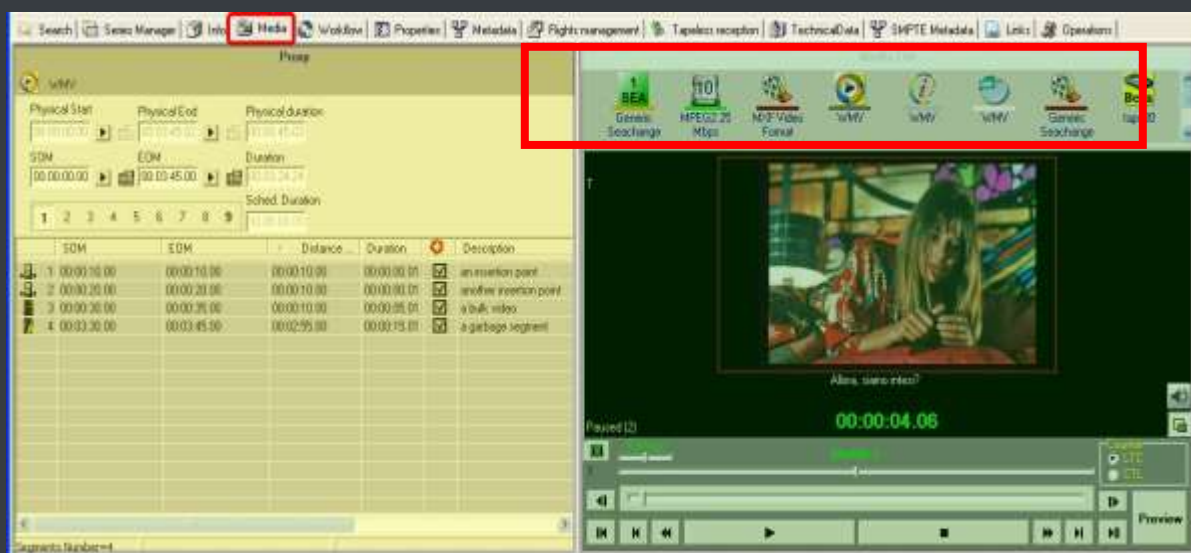 Search | Series Manager | Info | Media | Workflow | Properties | Metadata | Rights management | Tapeless reception | TechnicalData | SMPTE Metadata | Links | Operations
Proxy
WMV
Physical Start Physical End Physical duration
SOM EOM Duration
00:00:00.00 00:03:45.00
Sched. Duration
1 2 3 4 5 6 7 8 9
SOM EOM Distance ... Duration Description
1 00:00:10.00 00:00:10.00 00:00:10.00 00:00:00.01 an insertion point
2 00:00:20.00 00:00:20.00 00:00:10.00 00:00:00.01 another insertion point
3 00:00:30.00 00:00:35.00 00:00:10.00 00:00:05.01 a bulk video
4 00:03:30.00 00:03:45.00 00:02:55.00 00:00:15.01 a garbage segment
Segments Number=4
1
SEA
Generic
Seachange
10
MPEG2 25
Mbps
MXF Video
Format
WMV
WMV
WMV
Generic
Seachange
Beta
T
Allora, siamo intesi?
Paused (2)
00:00:04.06
Counter
LTC
CTL
Preview